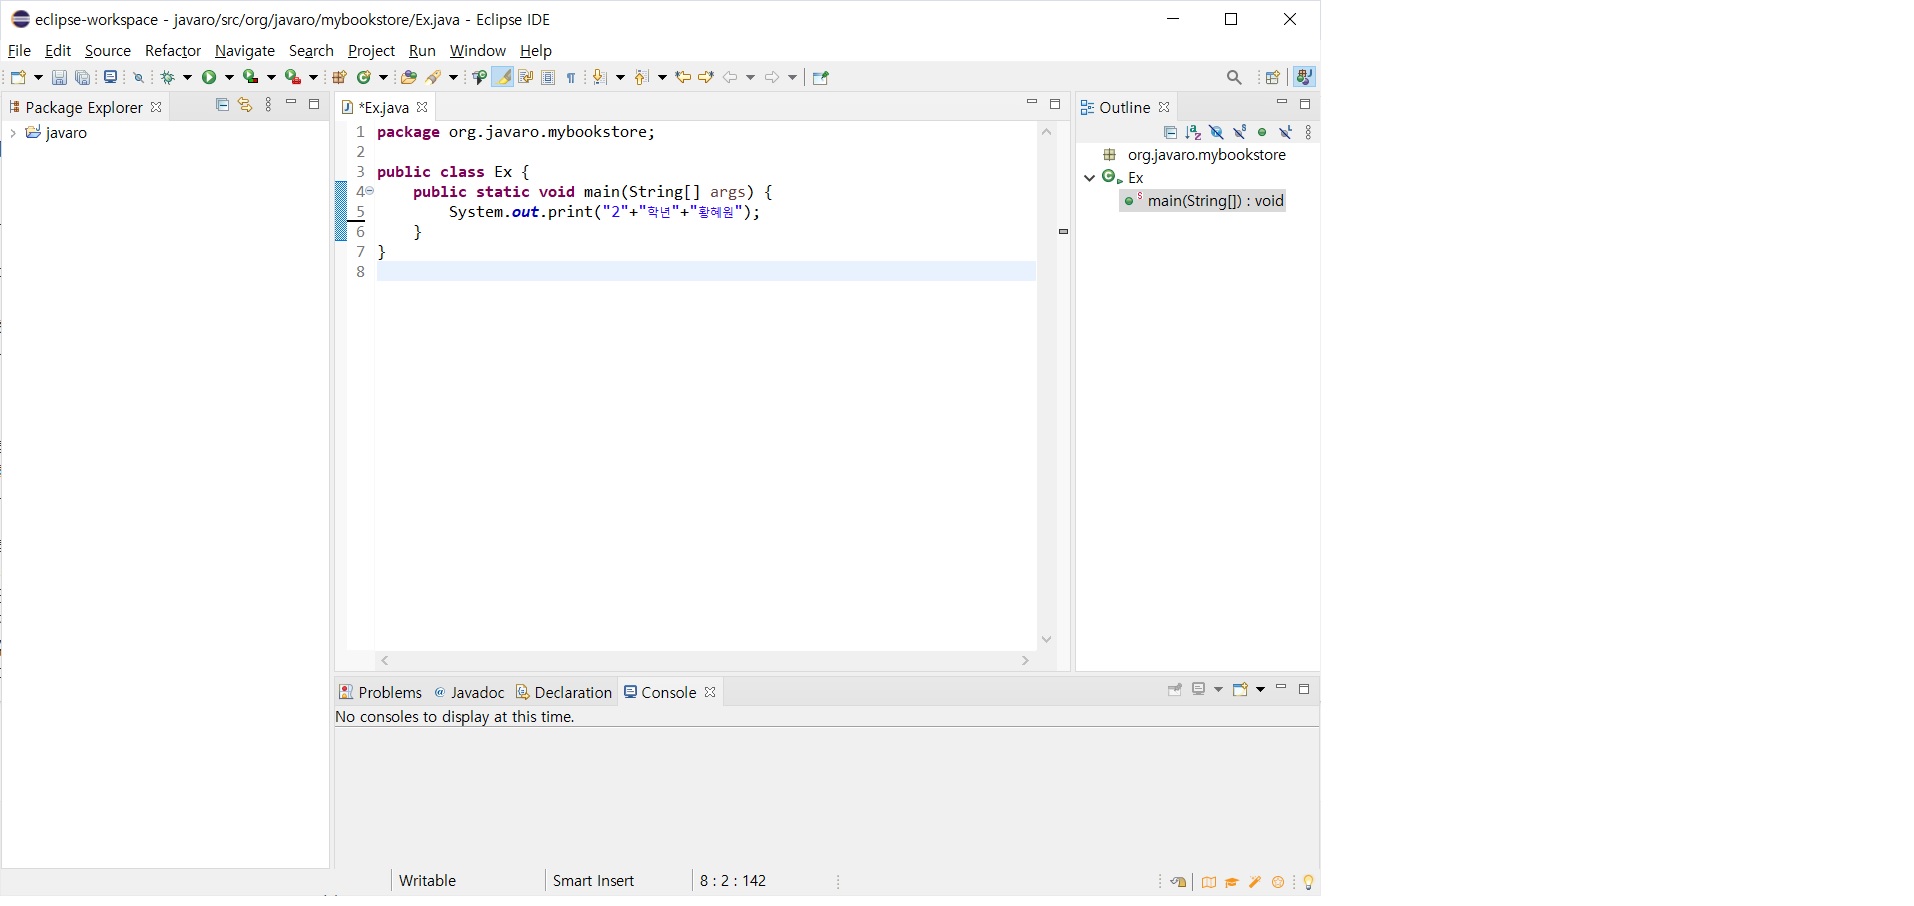 eclipse-workspace - javaro/src/org/javaro/mybookstore/Ex.java - Eclipse IDE
File Edit Source Refactor Navigate Search Project Run Window Help
Package Explorer
javaro
*Ex.java
1 package org.javaro.mybookstore;
2
3 public class Ex {
4     public static void main(String[] args) {
5         System.out.print("2"+"학년"+"황혜원");
6     }
7 }
8
Outline
org.javaro.mybookstore
Ex
main(String[]) : void
Problems @ Javadoc Declaration Console
No consoles to display at this time.
Writable Smart Insert 8 : 2 : 142